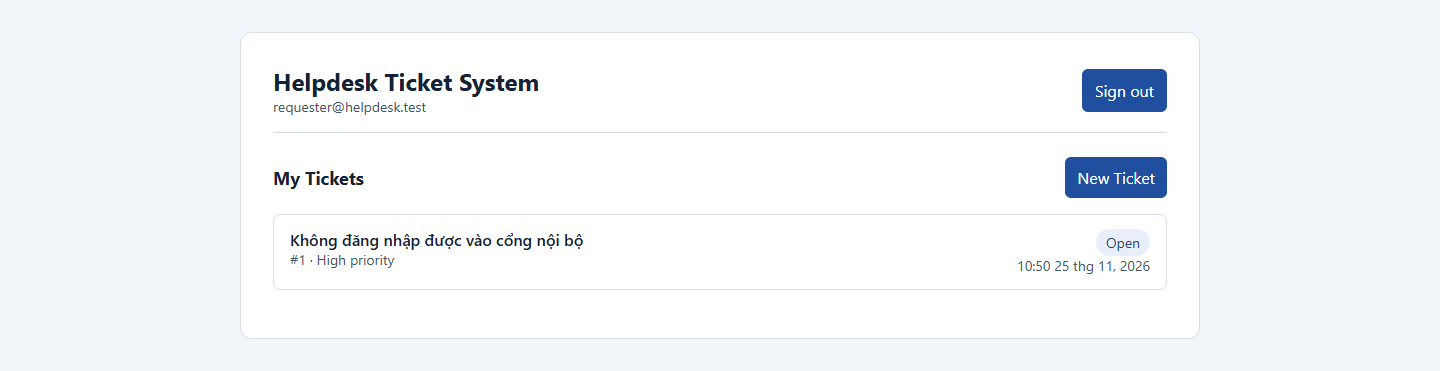 Helpdesk Ticket System
requester@helpdesk.test
Sign out
My Tickets
New Ticket
Không đăng nhập được vào cổng nội bộ
#1 · High priority
Open
10:50 25 thg 11, 2026